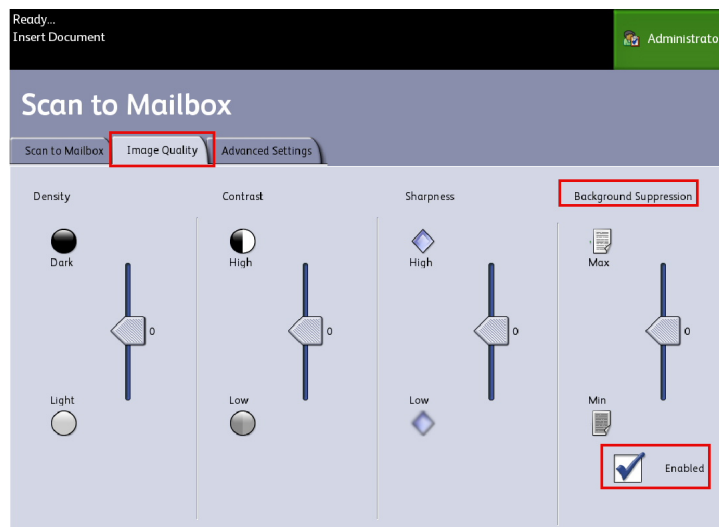 Ready...
Insert Document
Administrato
Scan to Mailbox
Scan to Mailbox
Image Quality
Advanced Settings
Density
Contrast
Sharpness
Background Suppression
Dark
High
High
Max
0
0
0
0
Light
Low
Low
Min
Enabled